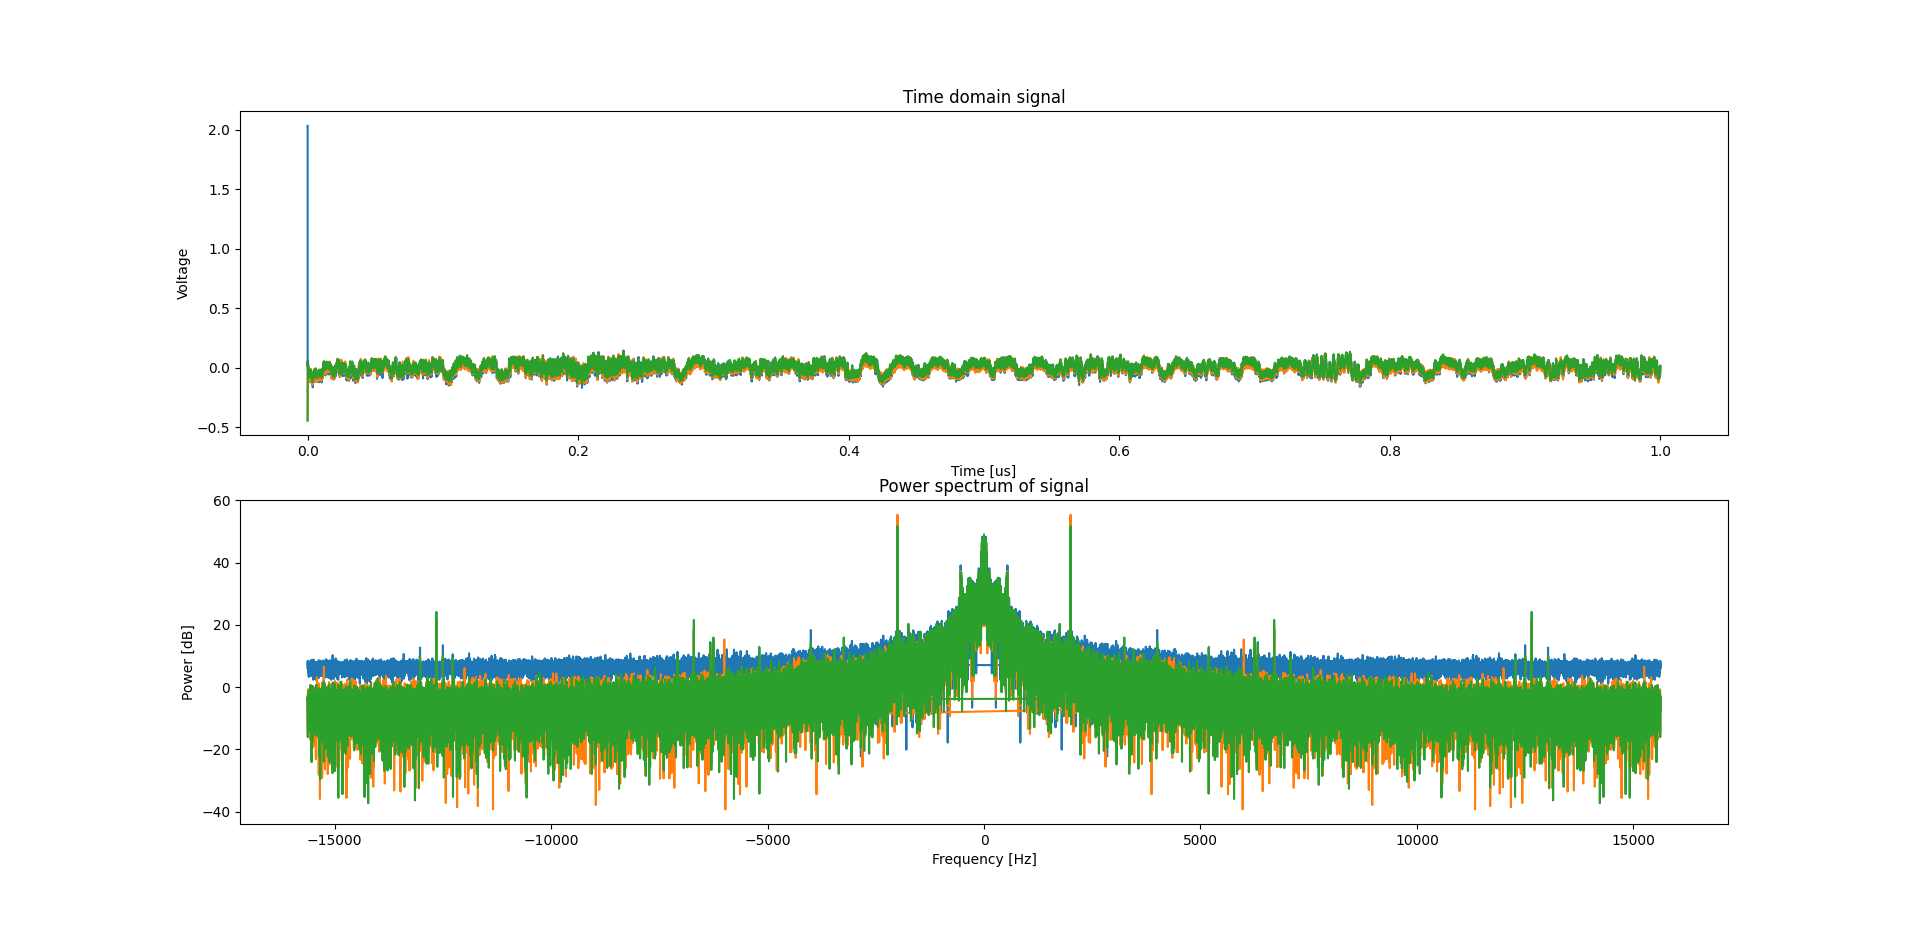 Time domain signal
2.0
1.5
1.0
0.5
0.0
−0.5
Voltage
0.0 0.2 0.4 0.6 0.8 1.0
Time [us]
Power spectrum of signal
60
40
20
0
−20
−40
Power [dB]
−15000 −10000 −5000 0 5000 10000 15000
Frequency [Hz]